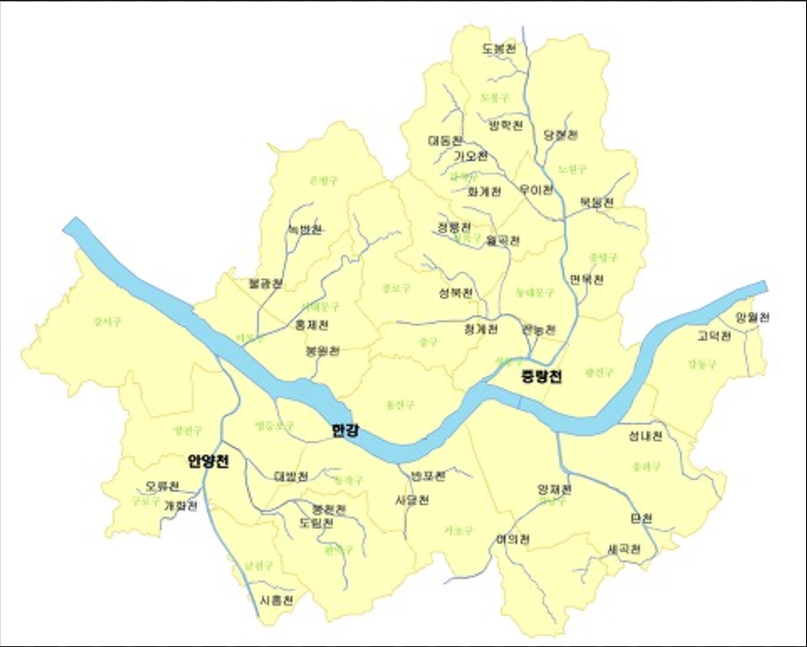 도봉천
도봉구
방학천
당현천
대동천
가오천
노원구
화계천
우이천
묵동천
은평구
녹번천
정릉천
월곡천
중랑구
면목천
불광천
성북천
종로구
동대문구
서대문구
강서구
홍제천
청계천
전농천
망월천
고덕천
마포구
봉원천
중구
성동구
중랑천
광진구
강동구
용산구
양천구
영등포구
한강
성내천
안양천
송파구
대방천
동작구
반포천
오류천
구로구
개화천
사당천
양재천
강남구
봉천천
도림천
탄천
서초구
여의천
관악구
세곡천
금천구
시흥천